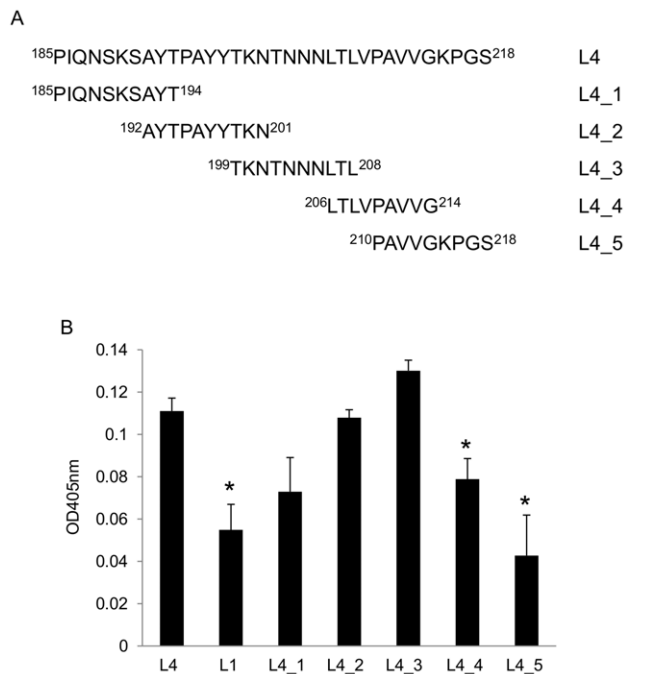 A
185PIQNSKSAYTPAYYTKNTNNNLTLVPAVVGKPGS218 L4
185PIQNSKSAYT194 L4_1
192AYTPAYYTKN201 L4_2
199TKNTNNNLTL208 L4_3
206LTLVPAVVG214 L4_4
210PAVVGKPGS218 L4_5
B
0.14
0.12
0.1
0.08
0.06
0.04
0.02
0
OD405nm
* * *
L4 L1 L4_1 L4_2 L4_3 L4_4 L4_5